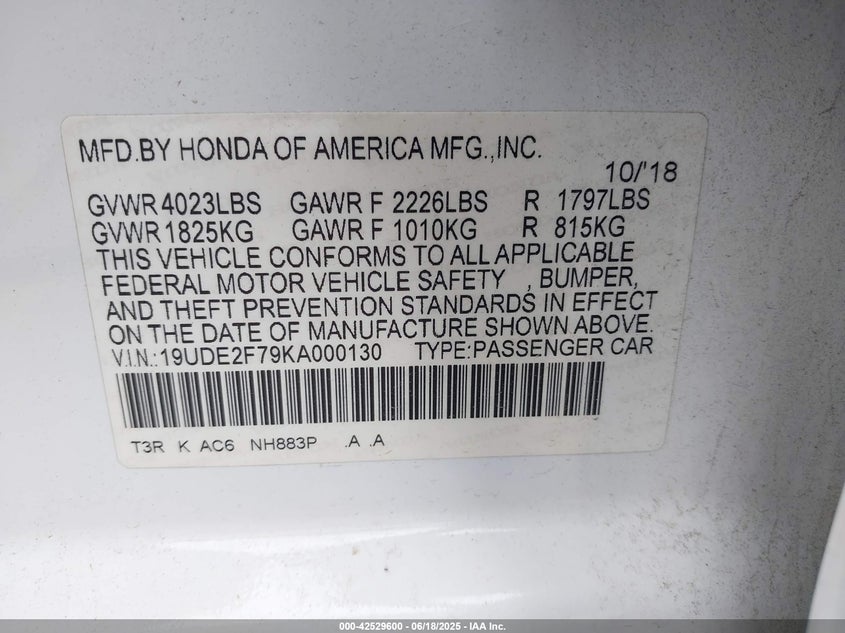 MFD.BY HONDA OF AMERICA MFG.,INC.
10/'18
GVWR 4023LBS GAWR F 2226LBS R 1797LBS
GVWR 1825KG GAWR F 1010KG R 815KG
THIS VEHICLE CONFORMS TO ALL APPLICABLE
FEDERAL MOTOR VEHICLE SAFETY , BUMPER,
AND THEFT PREVENTION STANDARDS IN EFFECT
ON THE DATE OF MANUFACTURE SHOWN ABOVE.
V.I.N.:19UDE2F79KA000130 TYPE:PASSENGER CAR
T3R K AC6 NH883P .A .A
000-42529600 - 06/18/2025 - IAA Inc.